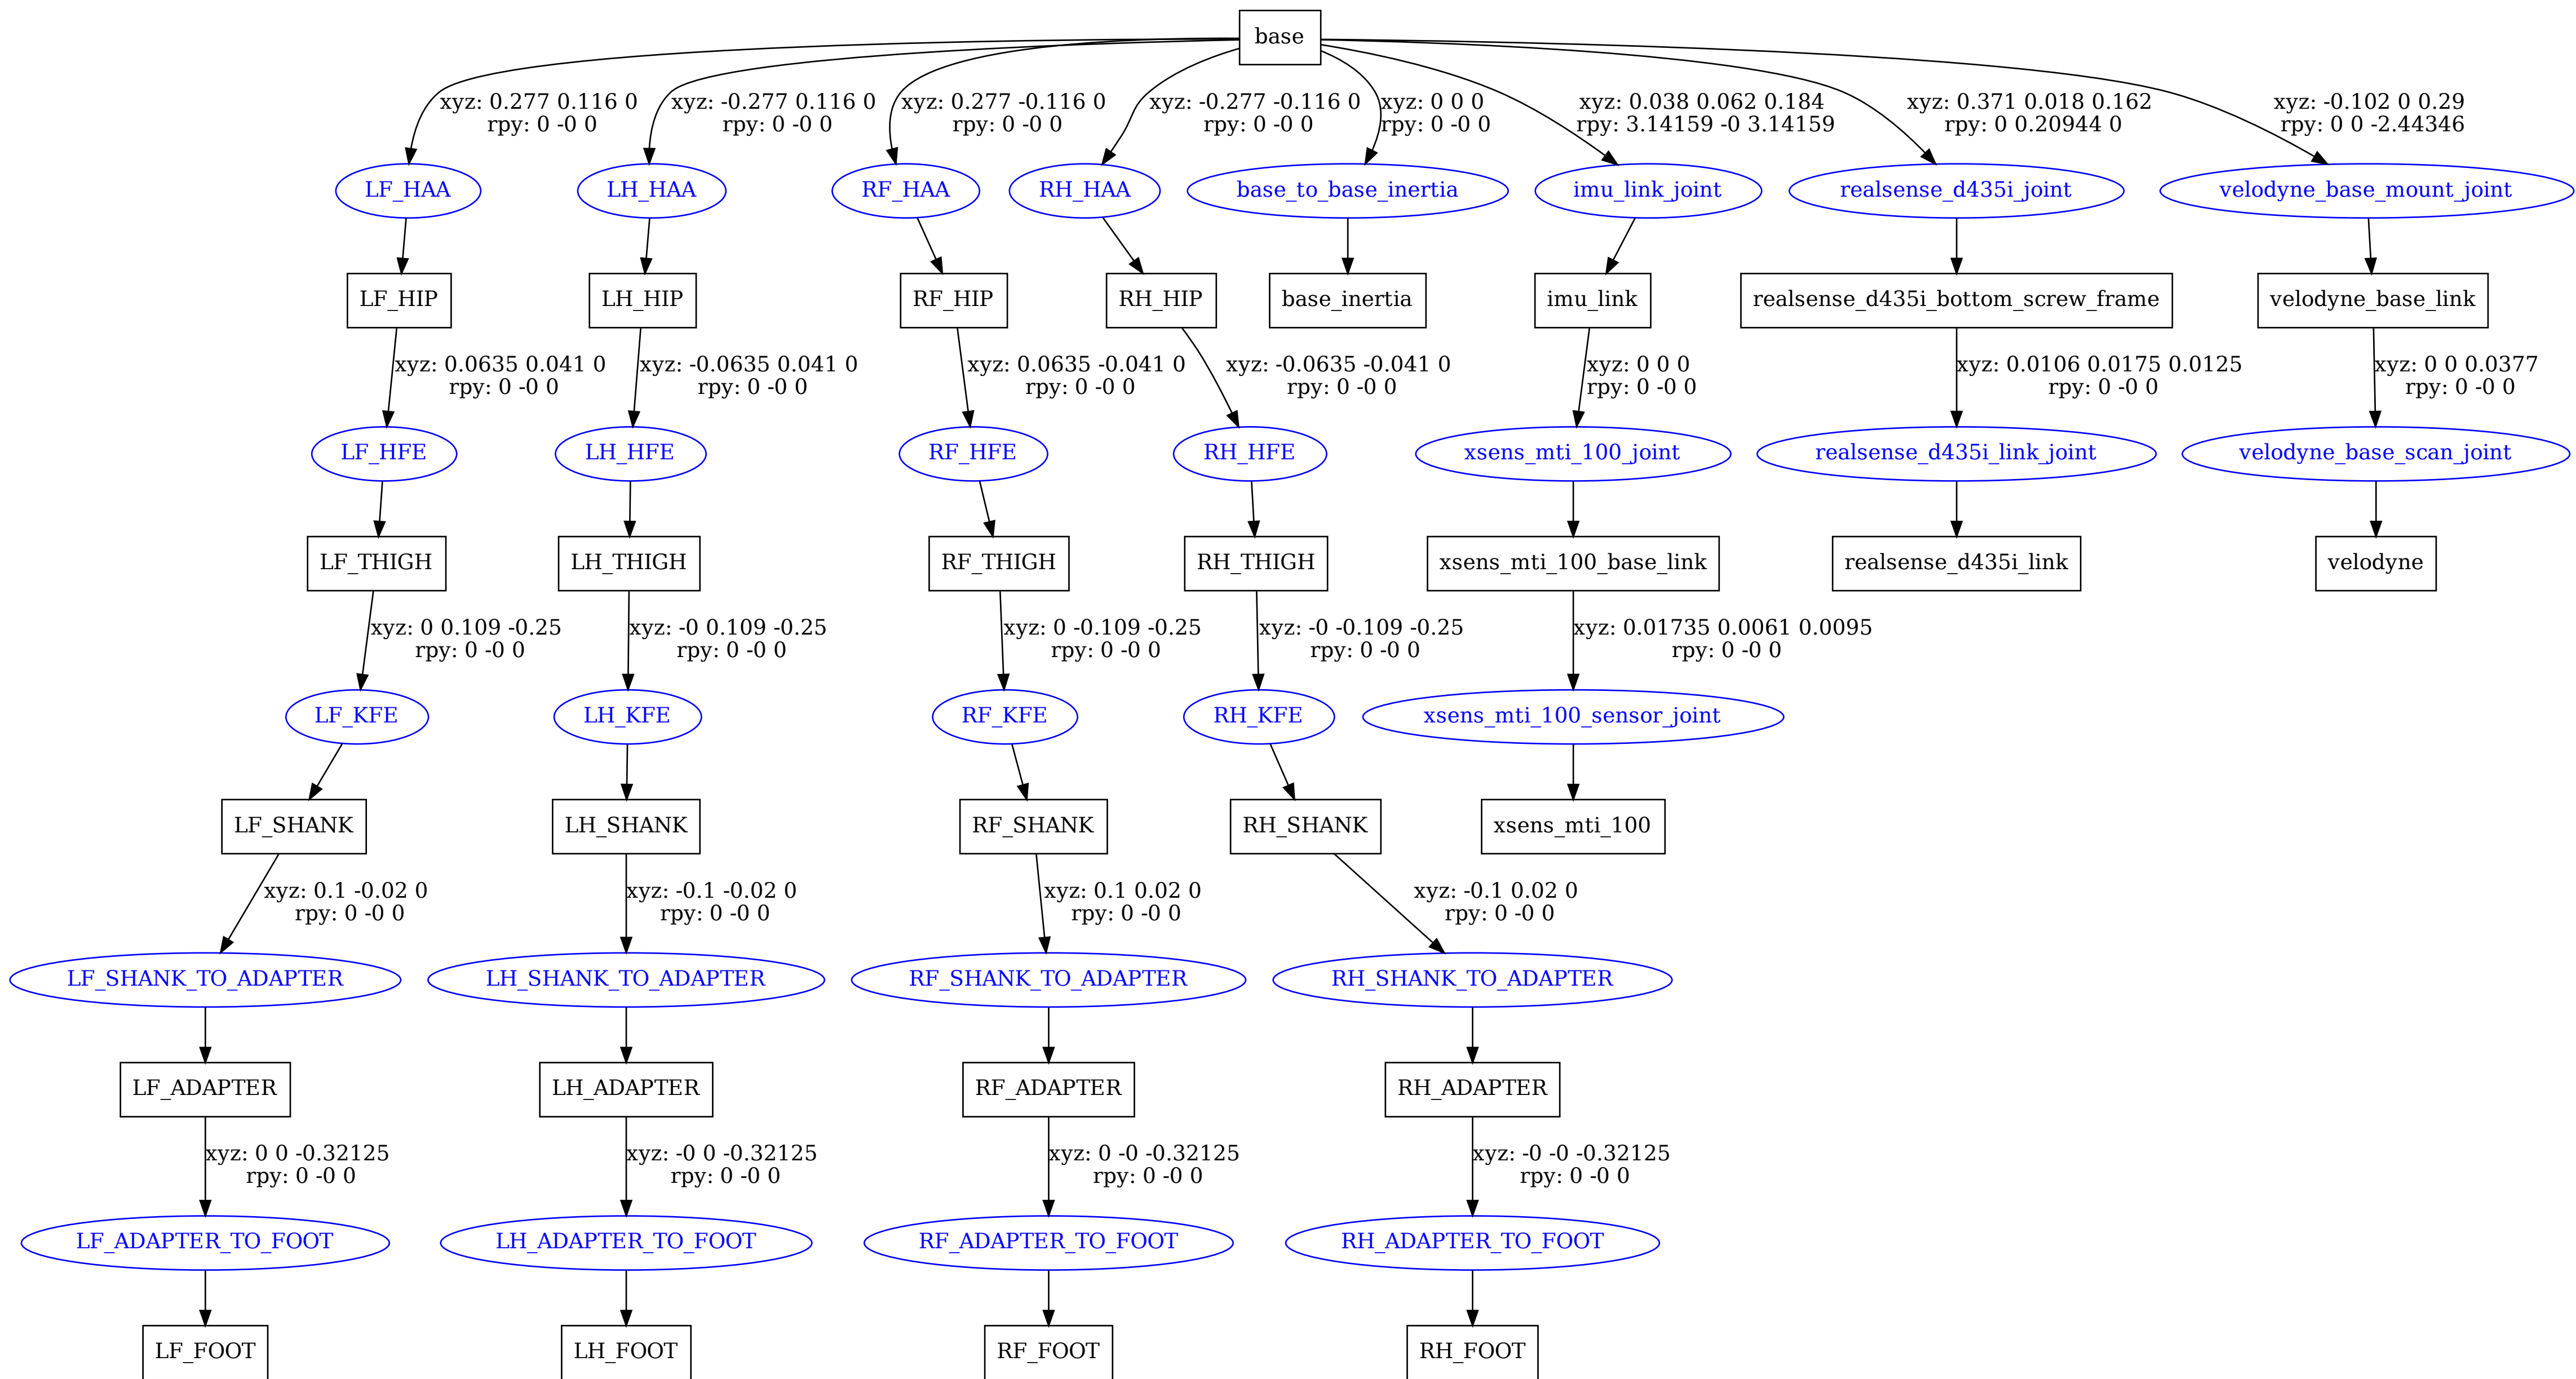 base
xyz: 0.277 0.116 0
rpy: 0 -0 0
xyz: -0.277 0.116 0
rpy: 0 -0 0
xyz: 0.277 -0.116 0
rpy: 0 -0 0
xyz: -0.277 -0.116 0
rpy: 0 -0 0
xyz: 0 0 0
rpy: 0 -0 0
xyz: 0.038 0.062 0.184
rpy: 3.14159 -0 3.14159
xyz: 0.371 0.018 0.162
rpy: 0 0.20944 0
xyz: -0.102 0 0.29
rpy: 0 0 -2.44346
LF_HAA
LH_HAA
RF_HAA
RH_HAA
base_to_base_inertia
imu_link_joint
realsense_d435i_joint
velodyne_base_mount_joint
LF_HIP
LH_HIP
RF_HIP
RH_HIP
base_inertia
imu_link
realsense_d435i_bottom_screw_frame
velodyne_base_link
xyz: 0.0635 0.041 0
rpy: 0 -0 0
xyz: -0.0635 0.041 0
rpy: 0 -0 0
xyz: 0.0635 -0.041 0
rpy: 0 -0 0
xyz: -0.0635 -0.041 0
rpy: 0 -0 0
xyz: 0 0 0
rpy: 0 -0 0
xyz: 0.0106 0.0175 0.0125
rpy: 0 -0 0
xyz: 0 0 0.0377
rpy: 0 -0 0
LF_HFE
LH_HFE
RF_HFE
RH_HFE
xsens_mti_100_joint
realsense_d435i_link_joint
velodyne_base_scan_joint
LF_THIGH
LH_THIGH
RF_THIGH
RH_THIGH
xsens_mti_100_base_link
realsense_d435i_link
velodyne
xyz: 0 0.109 -0.25
rpy: 0 -0 0
xyz: -0 0.109 -0.25
rpy: 0 -0 0
xyz: 0 -0.109 -0.25
rpy: 0 -0 0
xyz: -0 -0.109 -0.25
rpy: 0 -0 0
xyz: 0.01735 0.0061 0.0095
rpy: 0 -0 0
LF_KFE
LH_KFE
RF_KFE
RH_KFE
xsens_mti_100_sensor_joint
LF_SHANK
LH_SHANK
RF_SHANK
RH_SHANK
xsens_mti_100
xyz: 0.1 -0.02 0
rpy: 0 -0 0
xyz: -0.1 -0.02 0
rpy: 0 -0 0
xyz: 0.1 0.02 0
rpy: 0 -0 0
xyz: -0.1 0.02 0
rpy: 0 -0 0
LF_SHANK_TO_ADAPTER
LH_SHANK_TO_ADAPTER
RF_SHANK_TO_ADAPTER
RH_SHANK_TO_ADAPTER
LF_ADAPTER
LH_ADAPTER
RF_ADAPTER
RH_ADAPTER
xyz: 0 0 -0.32125
rpy: 0 -0 0
xyz: -0 0 -0.32125
rpy: 0 -0 0
xyz: 0 -0 -0.32125
rpy: 0 -0 0
xyz: -0 -0 -0.32125
rpy: 0 -0 0
LF_ADAPTER_TO_FOOT
LH_ADAPTER_TO_FOOT
RF_ADAPTER_TO_FOOT
RH_ADAPTER_TO_FOOT
LF_FOOT
LH_FOOT
RF_FOOT
RH_FOOT